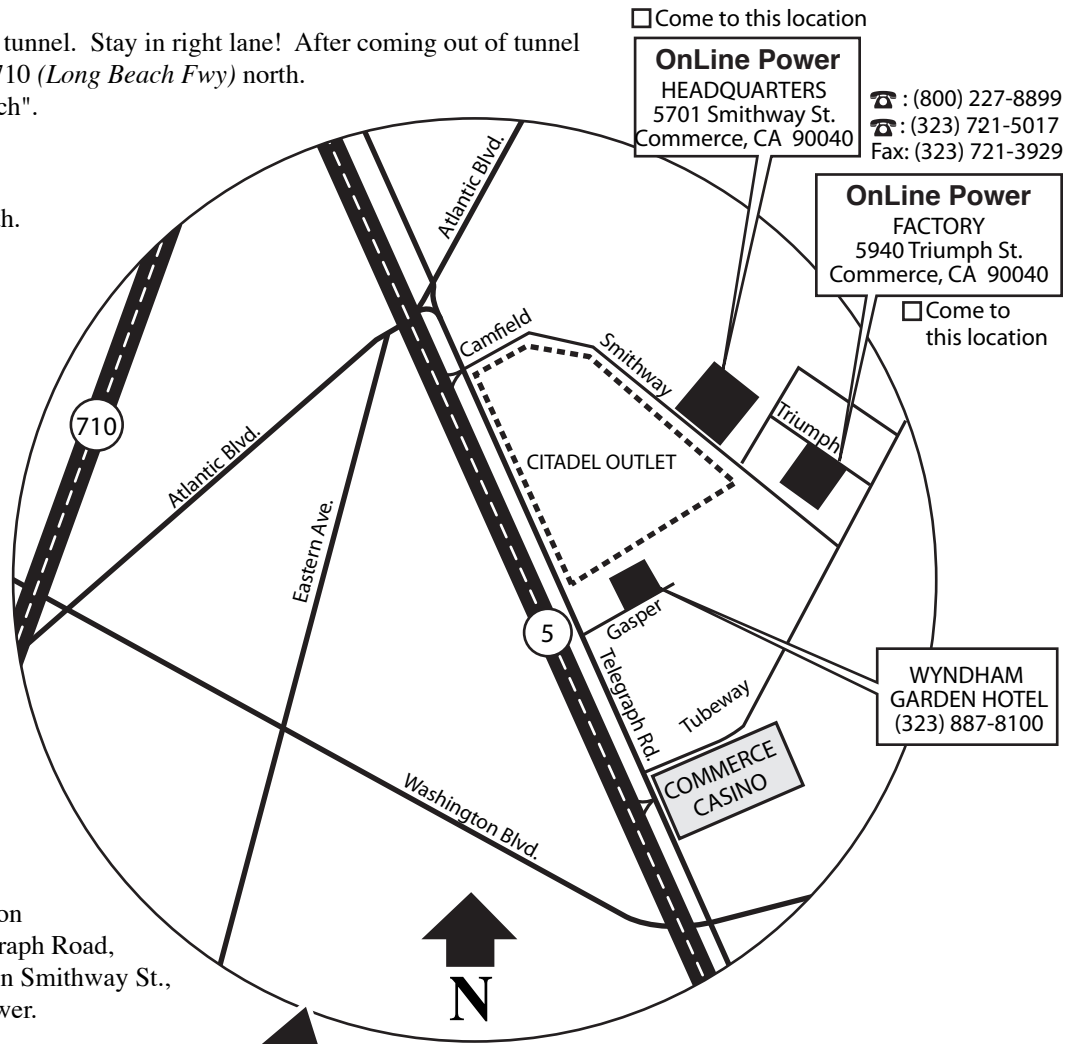 tunnel. Stay in right lane! After coming out of tunnel
710 (Long Beach Fwy) north.
ch".
th.
Come to this location
OnLine Power
HEADQUARTERS
5701 Smithway St.
Commerce, CA 90040
☎ : (800) 227-8899
☎ : (323) 721-5017
Fax: (323) 721-3929
OnLine Power
FACTORY
5940 Triumph St.
Commerce, CA 90040
Come to
this location
Atlantic Blvd.
Camfield
Smithway
Triumph
710
Atlantic Blvd.
CITADEL OUTLET
Eastern Ave.
5
Gasper
Telegraph Rd.
Tubeway
WYNDHAM
GARDEN HOTEL
(323) 887-8100
COMMERCE
CASINO
Washington Blvd.
on
raph Road,
n Smithway St.,
wer.
N